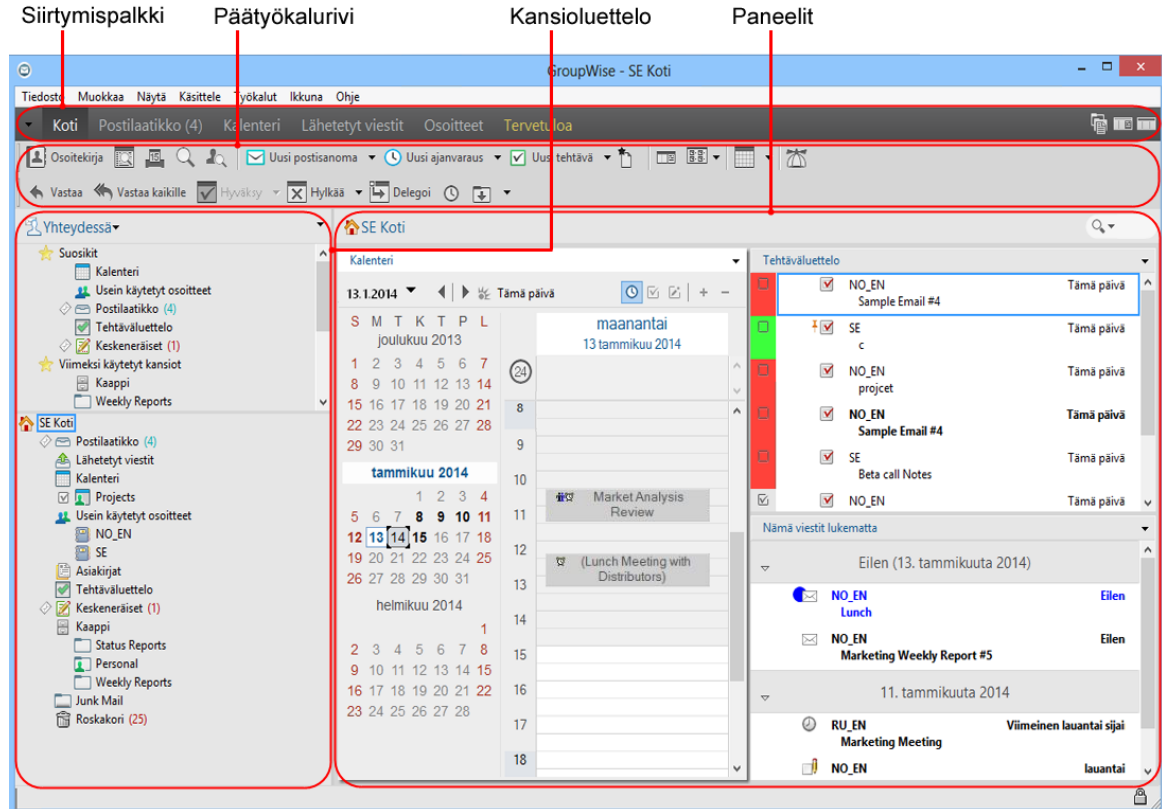 Siirtymispalkki Päätyökalurivi Kansioluettelo Paneelit
GroupWise - SE Koti
Tiedosto Muokkaa Näytä Käsittele Työkalut Ikkuna Ohje
Koti Postilaatikko (4) Kalenteri Lähetetyt viestit Osoitteet Tervetuloa
Osoitekirja Uusi postisanoma Uusi ajanvaraus Uusi tehtävä
Vastaa Vastaa kaikille Hyväksy Hylkää Delegoi
Yhteydessä
Suosikit
Kalenteri
Usein käytetyt osoitteet
Postilaatikko (4)
Tehtäväluettelo
Keskeneräiset (1)
Viimeksi käytetyt kansiot
Kaappi
Weekly Reports
SE Koti
Postilaatikko (4)
Lähetetyt viestit
Kalenteri
Projects
Usein käytetyt osoitteet
NO_EN
SE
Asiakirjat
Tehtäväluettelo
Keskeneräiset (1)
Kaappi
Status Reports
Personal
Weekly Reports
Junk Mail
Roskakori (25)
SE Koti
Kalenteri
13.1.2014 Tämä päivä
S M T K T P L
joulukuu 2013
1 2 3 4 5 6 7
8 9 10 11 12 13 14
15 16 17 18 19 20 21
22 23 24 25 26 27 28
29 30 31
tammikuu 2014
1 2 3 4
5 6 7 8 9 10 11
12 13 14 15 16 17 18
19 20 21 22 23 24 25
26 27 28 29 30 31
helmikuu 2014
1
2 3 4 5 6 7 8
9 10 11 12 13 14 15
16 17 18 19 20 21 22
23 24 25 26 27 28
maanantai
13 tammikuu 2014
24
8
9
10
11
12
13
14
15
16
17
18
Market Analysis
Review
(Lunch Meeting with
Distributors)
Tehtäväluettelo
NO_EN Tämä päivä
Sample Email #4
SE Tämä päivä
c
NO_EN Tämä päivä
projcet
NO_EN Tämä päivä
Sample Email #4
SE Tämä päivä
Beta call Notes
NO_EN Tämä päivä
Nämä viestit lukematta
Eilen (13. tammikuuta 2014)
NO_EN Eilen
Lunch
NO_EN Eilen
Marketing Weekly Report #5
11. tammikuuta 2014
RU_EN Viimeinen lauantai sijai
Marketing Meeting
NO_EN lauantai